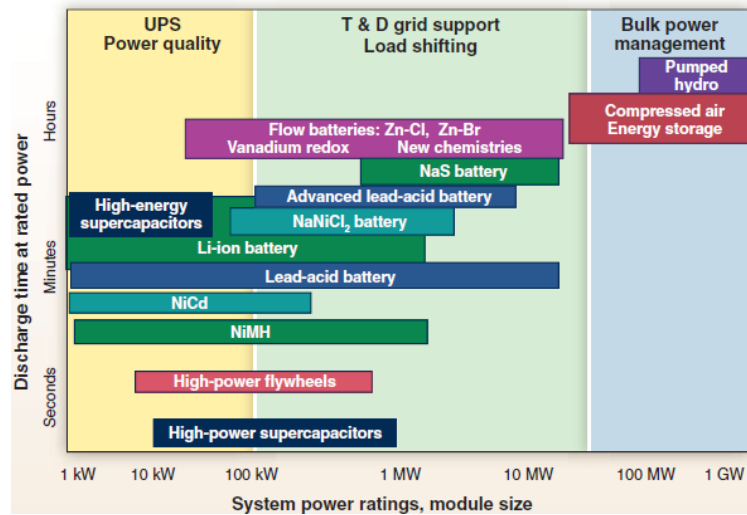 UPS
Power quality
T & D grid support
Load shifting
Bulk power
management
Pumped
hydro
Compressed air
Energy storage
Flow batteries: Zn-Cl, Zn-Br
Vanadium redox New chemistries
NaS battery
Advanced lead-acid battery
High-energy
supercapacitors
NaNiCl₂ battery
Li-ion battery
Lead-acid battery
NiCd
NiMH
High-power flywheels
High-power supercapacitors
Discharge time at rated power
Hours
Minutes
Seconds
1 kW 10 kW 100 kW 1 MW 10 MW 100 MW 1 GW
System power ratings, module size